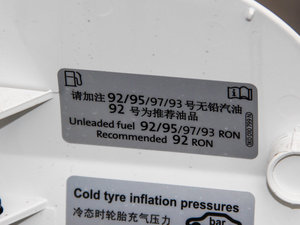 请加注 92/95/97/93 号无铅汽油
92 号为推荐油品
Unleaded fuel 92/95/97/93 RON
Recommended 92 RON
Cold tyre inflation pressures
冷态时轮胎充气压力
bar